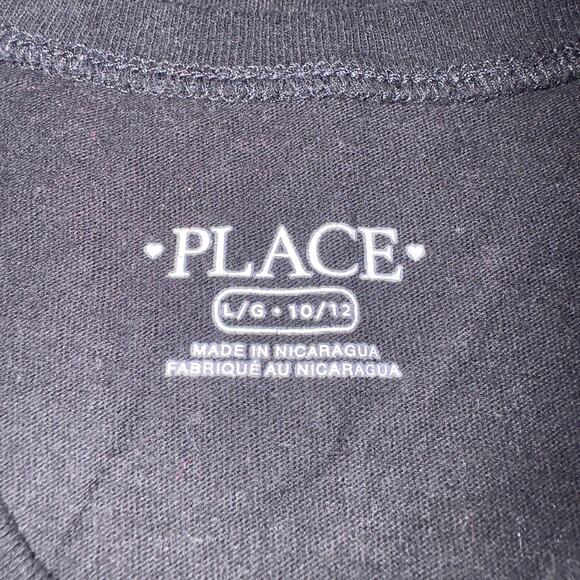 PLACE
L/G • 10/12
MADE IN NICARAGUA
FABRIQUÉ AU NICARAGUA